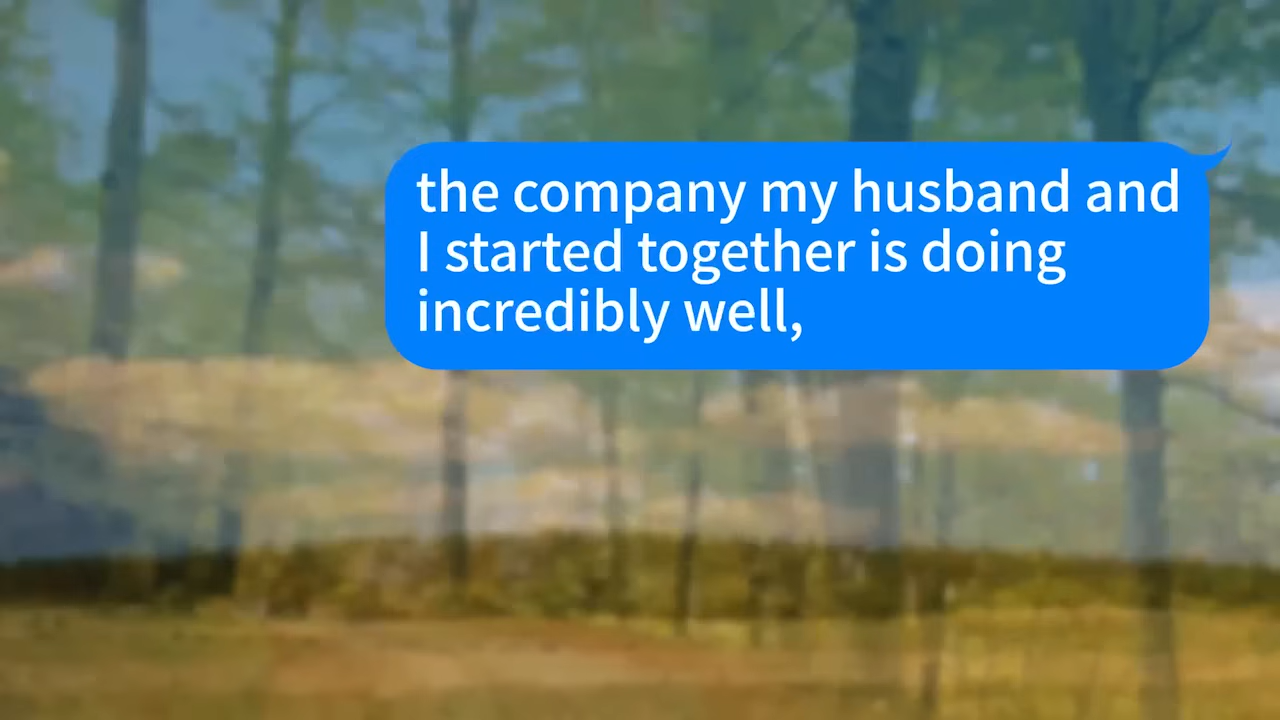 the company my husband and
I started together is doing
incredibly well,